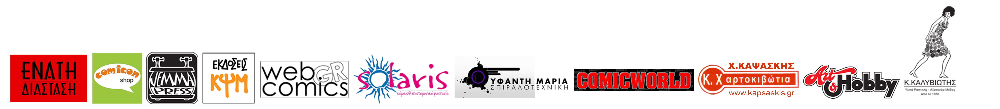 ΕΝΑΤΗ
ΔΙΑΣΤΑΣΗ
comicon
shop
JEMMA
PRESS
ΕΚΔΟΣΕΙΣ
ΚΨΜ
web GR
comics
solaris
κόμικς@επιστημονική φαντασία
ΥΦΑΝΤΗ ΜΑΡΙΑ
ΣΠΙΡΑΛΟΤΕΧΝΙΚΗ
COMICWORLD
Χ.ΚΑΨΑΣΚΗΣ
Κ. Χαρτοκιβώτια
www.kapsaskis.gr
Art
& Hobby
Κ.ΚΑΛΥΒΙΩΤΗΣ
Υλικά Ραπτικής - Αξεσουάρ Μόδας
Από το 1956